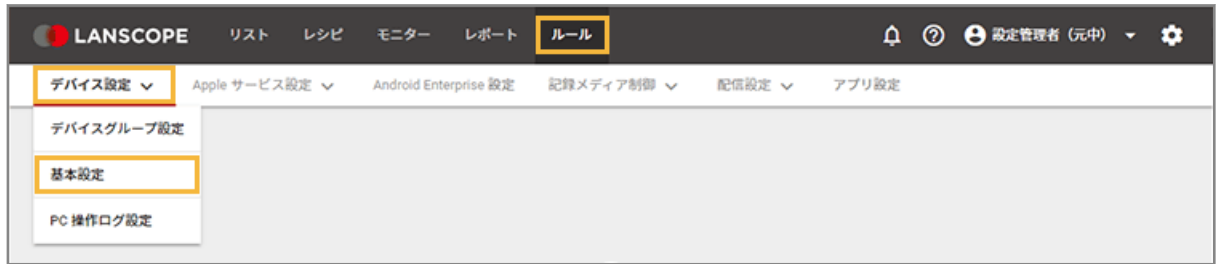 LANSCOPE リスト レシピ モニター レポート ルール 設定管理者（元中）
デバイス設定 Apple サービス設定 Android Enterprise 設定 記録メディア制御 配信設定 アプリ設定
デバイスグループ設定
基本設定
PC 操作ログ設定